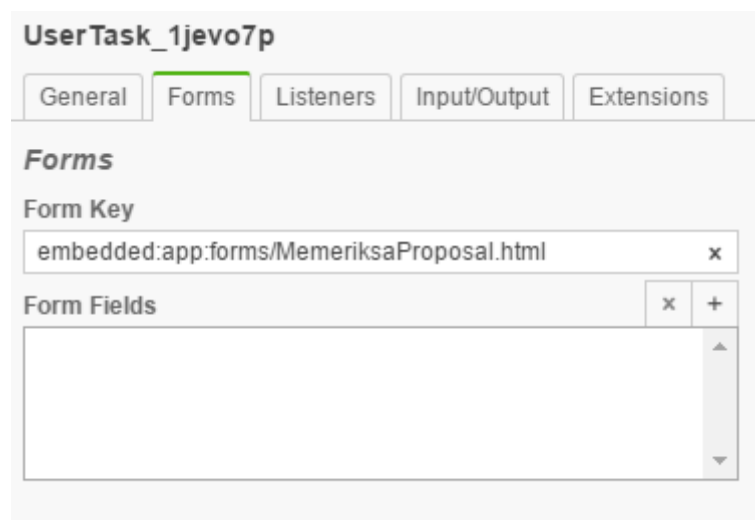 UserTask_1jevo7p
General Forms Listeners Input/Output Extensions
Forms
Form Key
embedded:app:forms/MemeriksaProposal.html x
Form Fields x +